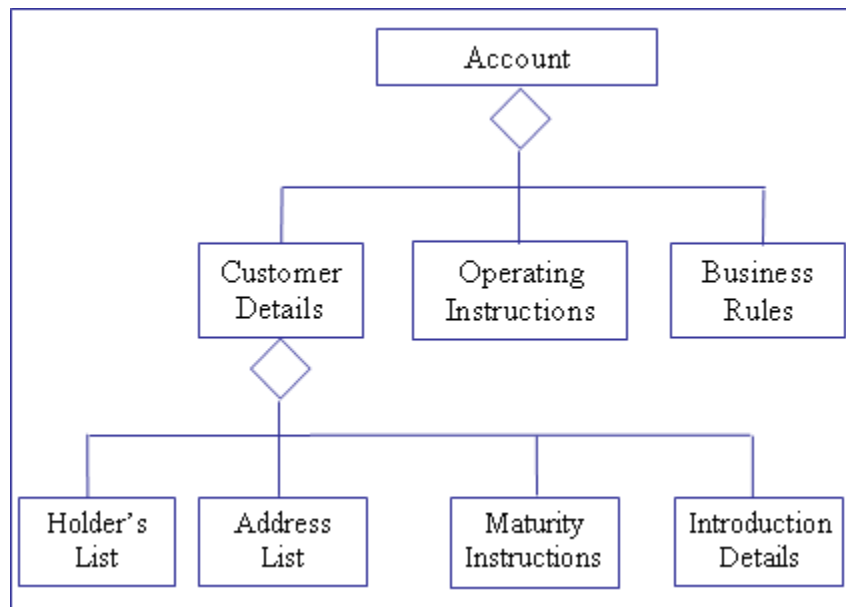 Account
Customer
Details
Operating
Instructions
Business
Rules
Holder's
List
Address
List
Maturity
Instructions
Introduction
Details